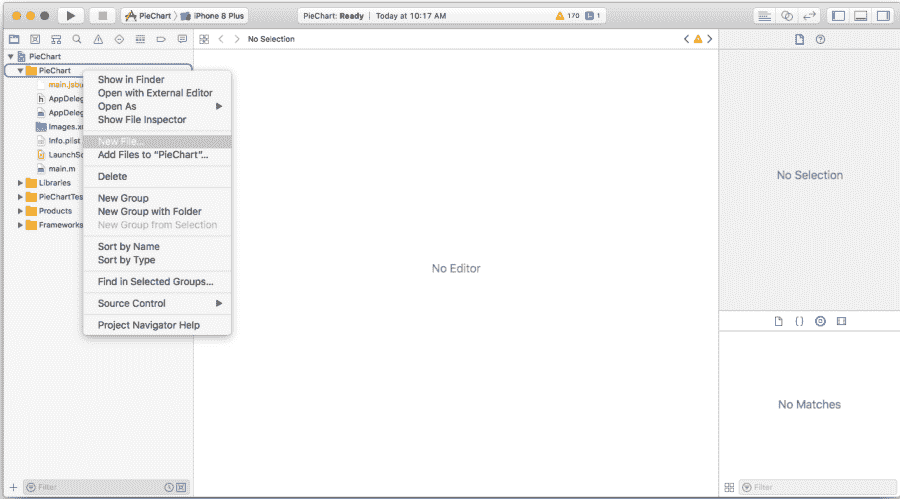 PieChart
iPhone 8 Plus
PieChart: Ready
Today at 10:17 AM
170
1
No Selection
PieChart
PieChart
main.jsbu
AppDeleg
AppDeleg
Images.x
Info.plist
LaunchSc
main.m
Libraries
PieChartTes
Products
Frameworks
Show in Finder
Open with External Editor
Open As
Show File Inspector
New File...
Add Files to “PieChart”...
Delete
New Group
New Group with Folder
New Group from Selection
Sort by Name
Sort by Type
Find in Selected Groups...
Source Control
Project Navigator Help
No Editor
No Selection
No Matches
Filter
Filter